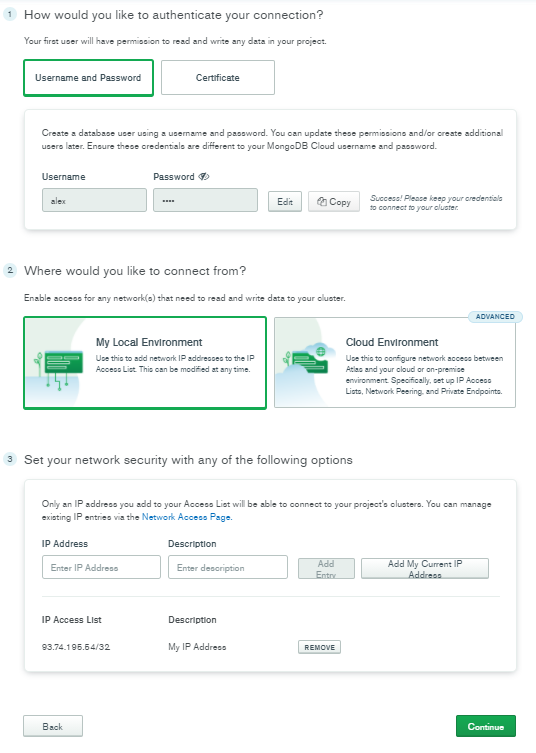 1 How would you like to authenticate your connection?
Your first user will have permission to read and write any data in your project.
Username and Password
Certificate
Create a database user using a username and password. You can update these permissions and/or create additional
users later. Ensure these credentials are different to your MongoDB Cloud username and password.
Username
Password
alex
••••
Edit
Copy
Success! Please keep your credentials
to connect to your cluster.
2 Where would you like to connect from?
Enable access for any network(s) that need to read and write data to your cluster.
My Local Environment
Use this to add network IP addresses to the IP
Access List. This can be modified at any time.
ADVANCED
Cloud Environment
Use this to configure network access between
Atlas and your cloud or on-premise
environment. Specifically, set up IP Access
Lists, Network Peering, and Private Endpoints.
3 Set your network security with any of the following options
Only an IP address you add to your Access List will be able to connect to your project's clusters. You can manage
existing IP entries via the Network Access Page.
IP Address
Description
Enter IP Address
Enter description
Add
Entry
Add My Current IP
Address
IP Access List
Description
93.74.195.54/32
My IP Address
REMOVE
Back
Continue